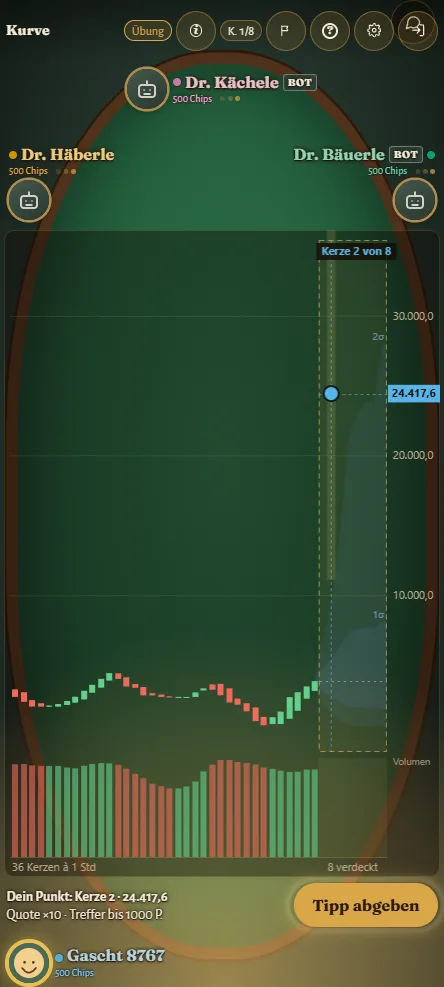 Kurve
Übung
K. 1/8
Dr. Kächele BOT
500 Chips
Dr. Häberle
500 Chips
Dr. Bäuerle BOT
500 Chips
Kerze 2 von 8
30.000,0
2σ
24.417,6
20.000,0
10.000,0
1σ
Volumen
36 Kerzen à 1 Std
8 verdeckt
Dein Punkt: Kerze 2 · 24.417,6
Quote ×10 · Treffer bis 1000 P.
Tipp abgeben
Gascht 8767
500 Chips